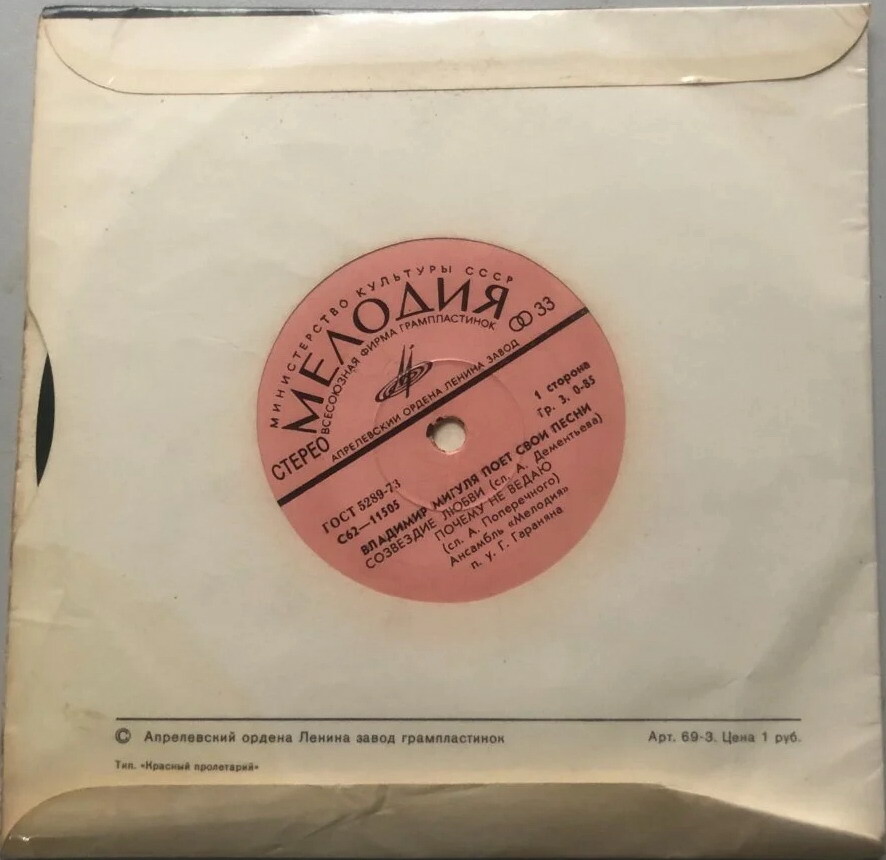 МИНИСТЕРСТВО КУЛЬТУРЫ СССР
МЕЛОДИЯ
ВСЕСОЮЗНАЯ ФИРМА ГРАМПЛАСТИНОК
33
СТЕРЕО
АПРЕЛЕВСКИЙ ОРДЕНА ЛЕНИНА ЗАВОД
ГОСТ 5289-73
1 сторона
С62—11505
Гр. 3. 0-85
ВЛАДИМИР МИГУЛЯ ПОЕТ СВОИ ПЕСНИ
СОЗВЕЗДИЕ ЛЮБВИ (сл. А. Дементьева)
ПОЧЕМУ НЕ ВЕДАЮ
(сл. А. Поперечного)
Ансамбль «Мелодия»
п. у. Г. Гараняна
© Апрелевский ордена Ленина завод грампластинок
Арт. 69-3. Цена 1 руб.
Тип. «Красный пролетарий»